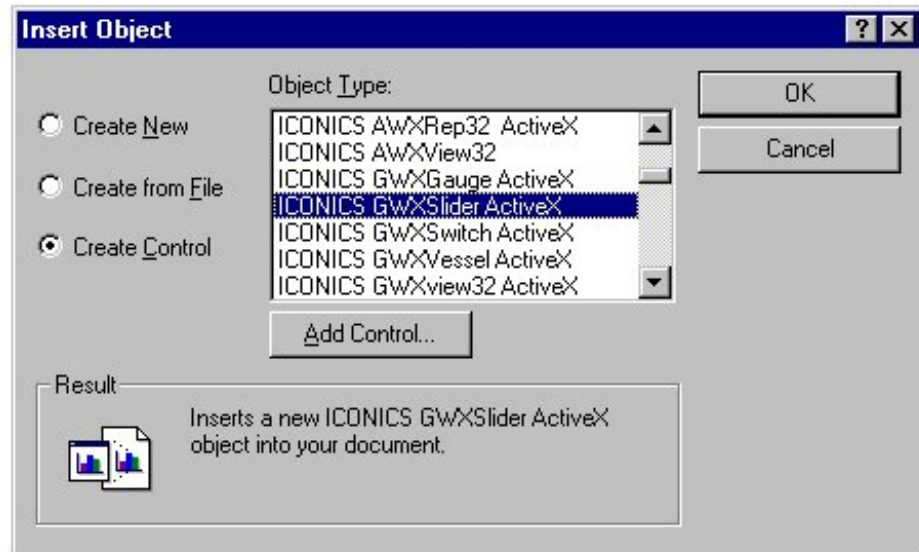 Insert Object
Object Type:
Create New
Create from File
Create Control
ICONICS AWXRep32  ActiveX
ICONICS AWXView32
ICONICS GWXGauge ActiveX
ICONICS GWXSlider ActiveX
ICONICS GWXSwitch ActiveX
ICONICS GWXVessel ActiveX
ICONICS GWXview32 ActiveX
Add Control...
OK
Cancel
Result
Inserts a new ICONICS GWXSlider ActiveX
object into your document.